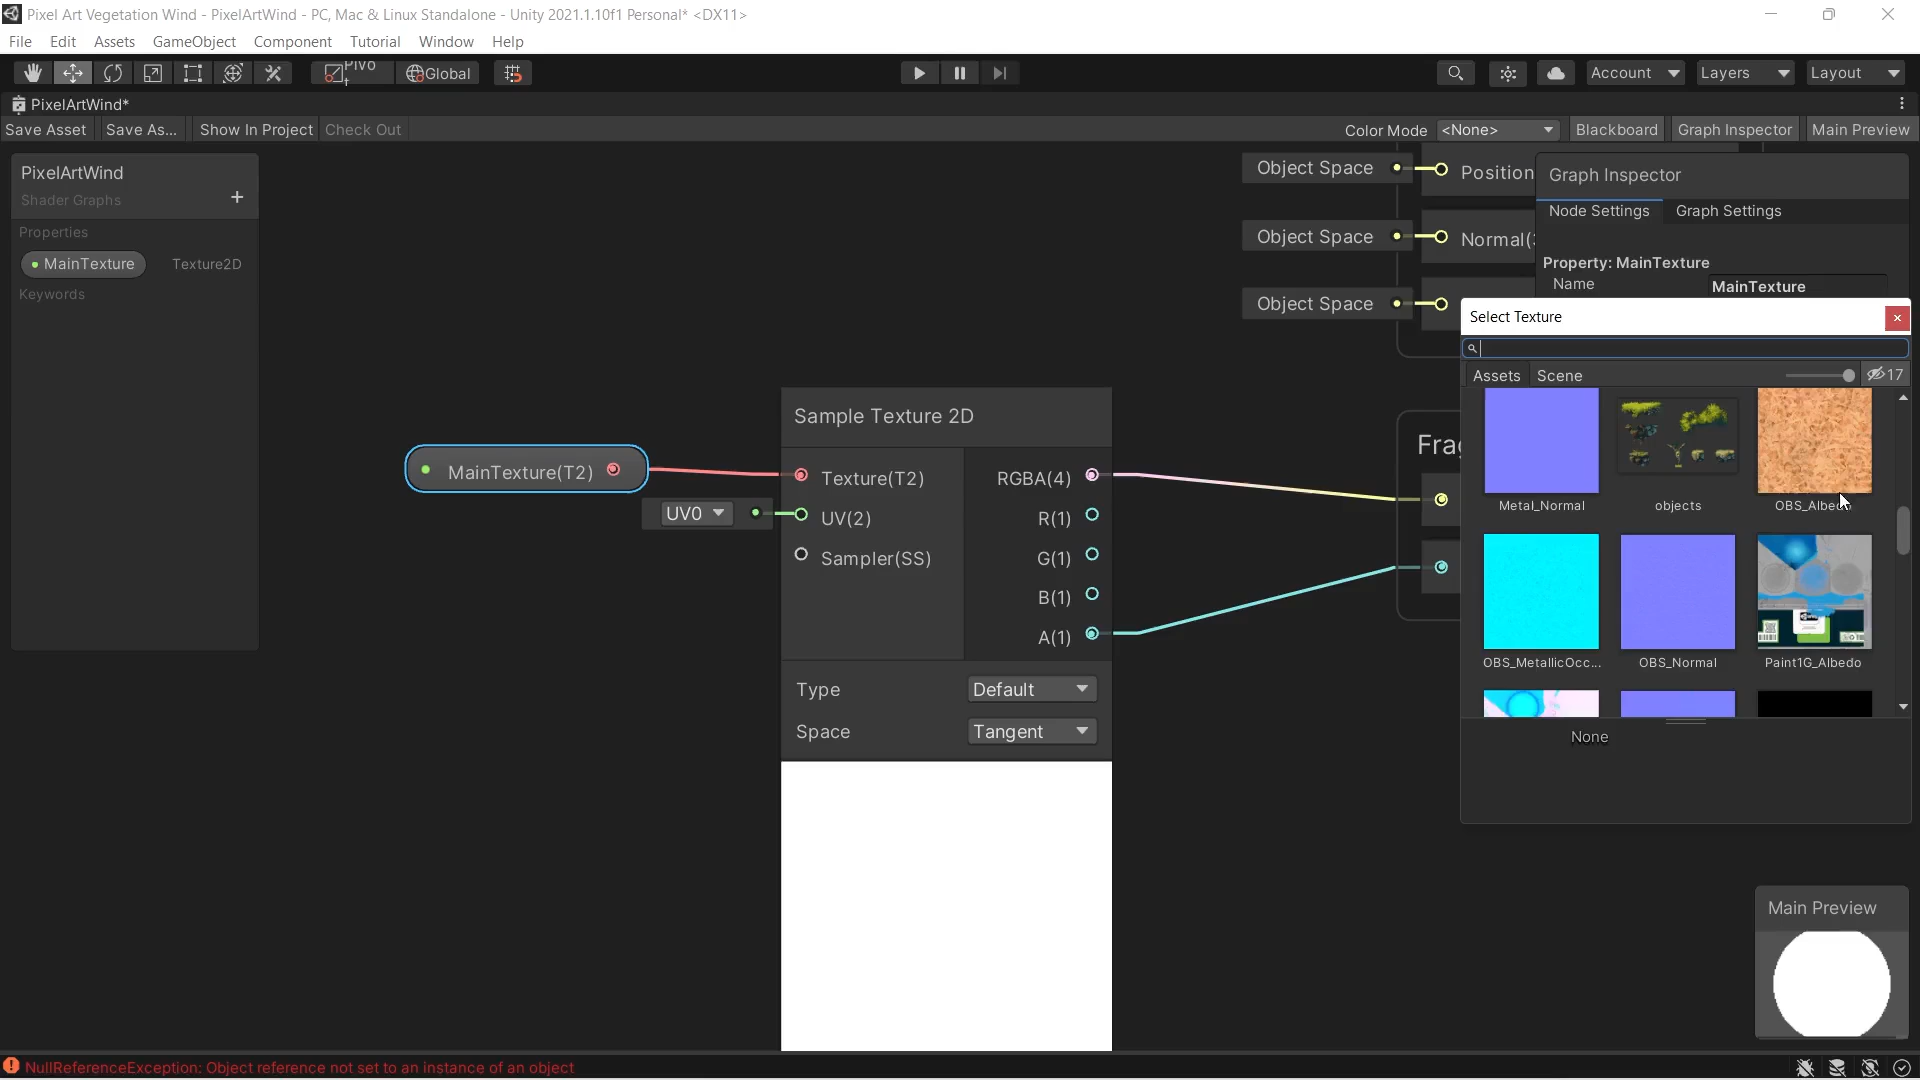 Pixel Art Vegetation Wind - PixelArtWind - PC, Mac & Linux Standalone - Unity 2021.1.10f1 Personal* <DX11>
File Edit Assets GameObject Component Tutorial Window Help
Pivot Global Account Layers Layout
PixelArtWind*
Save Asset Save As... Show In Project Check Out Color Mode <None> Blackboard Graph Inspector Main Preview
PixelArtWind
Shader Graphs
Properties
MainTexture Texture2D
Keywords
Object Space Position
Object Space Normal(3
Object Space
Graph Inspector
Node Settings Graph Settings
Property: MainTexture
Name MainTexture
Select Texture
Assets Scene 17
Metal_Normal objects OBS_Albedo
OBS_MetallicOcc... OBS_Normal Paint1G_Albedo
None
Sample Texture 2D
MainTexture(T2)
UV0
Texture(T2) RGBA(4)
UV(2) R(1)
Sampler(SS) G(1)
B(1)
A(1)
Type Default
Space Tangent
Frag
Main Preview
NullReferenceException: Object reference not set to an instance of an object